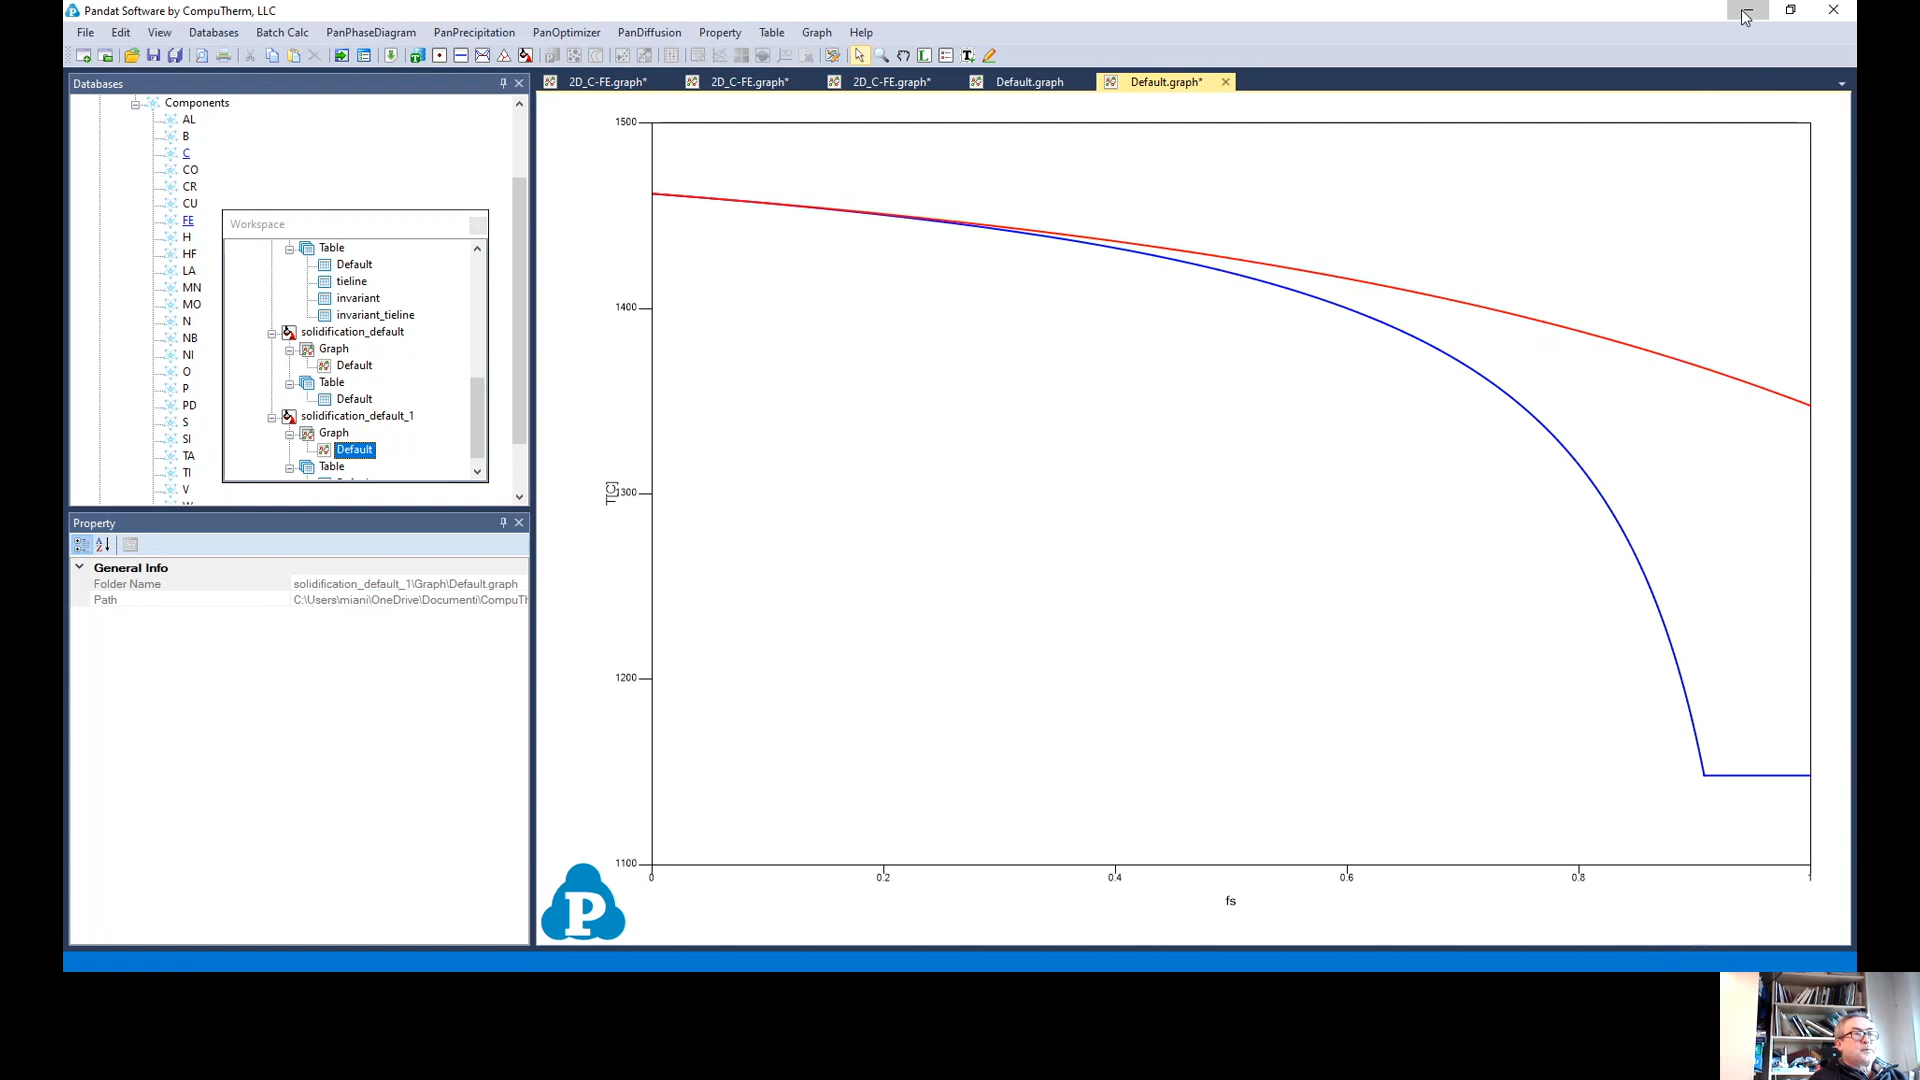 Pandat Software by CompuTherm, LLC
File Edit View Databases Batch Calc PanPhaseDiagram PanPrecipitation PanOptimizer PanDiffusion Property Table Graph Help
Databases
2D_C-FE.graph* 2D_C-FE.graph* 2D_C-FE.graph* Default.graph Default.graph*
Components
AL
B
C
CO
CR
CU
FE
H
HF
LA
MN
MO
N
NB
NI
O
P
PD
S
SI
TA
TI
V
Workspace
Table
Default
tieline
invariant
invariant_tieline
solidification_default
Graph
Default
Table
Default
solidification_default_1
Graph
Default
Table
Property
General Info
Folder Name solidification_default_1\Graph\Default.graph
Path C:\Users\miani\OneDrive\Documenti\CompuTh
1500
1400
1300
1200
1100
T[C]
0 0.2 0.4 0.6 0.8 1
fs
P